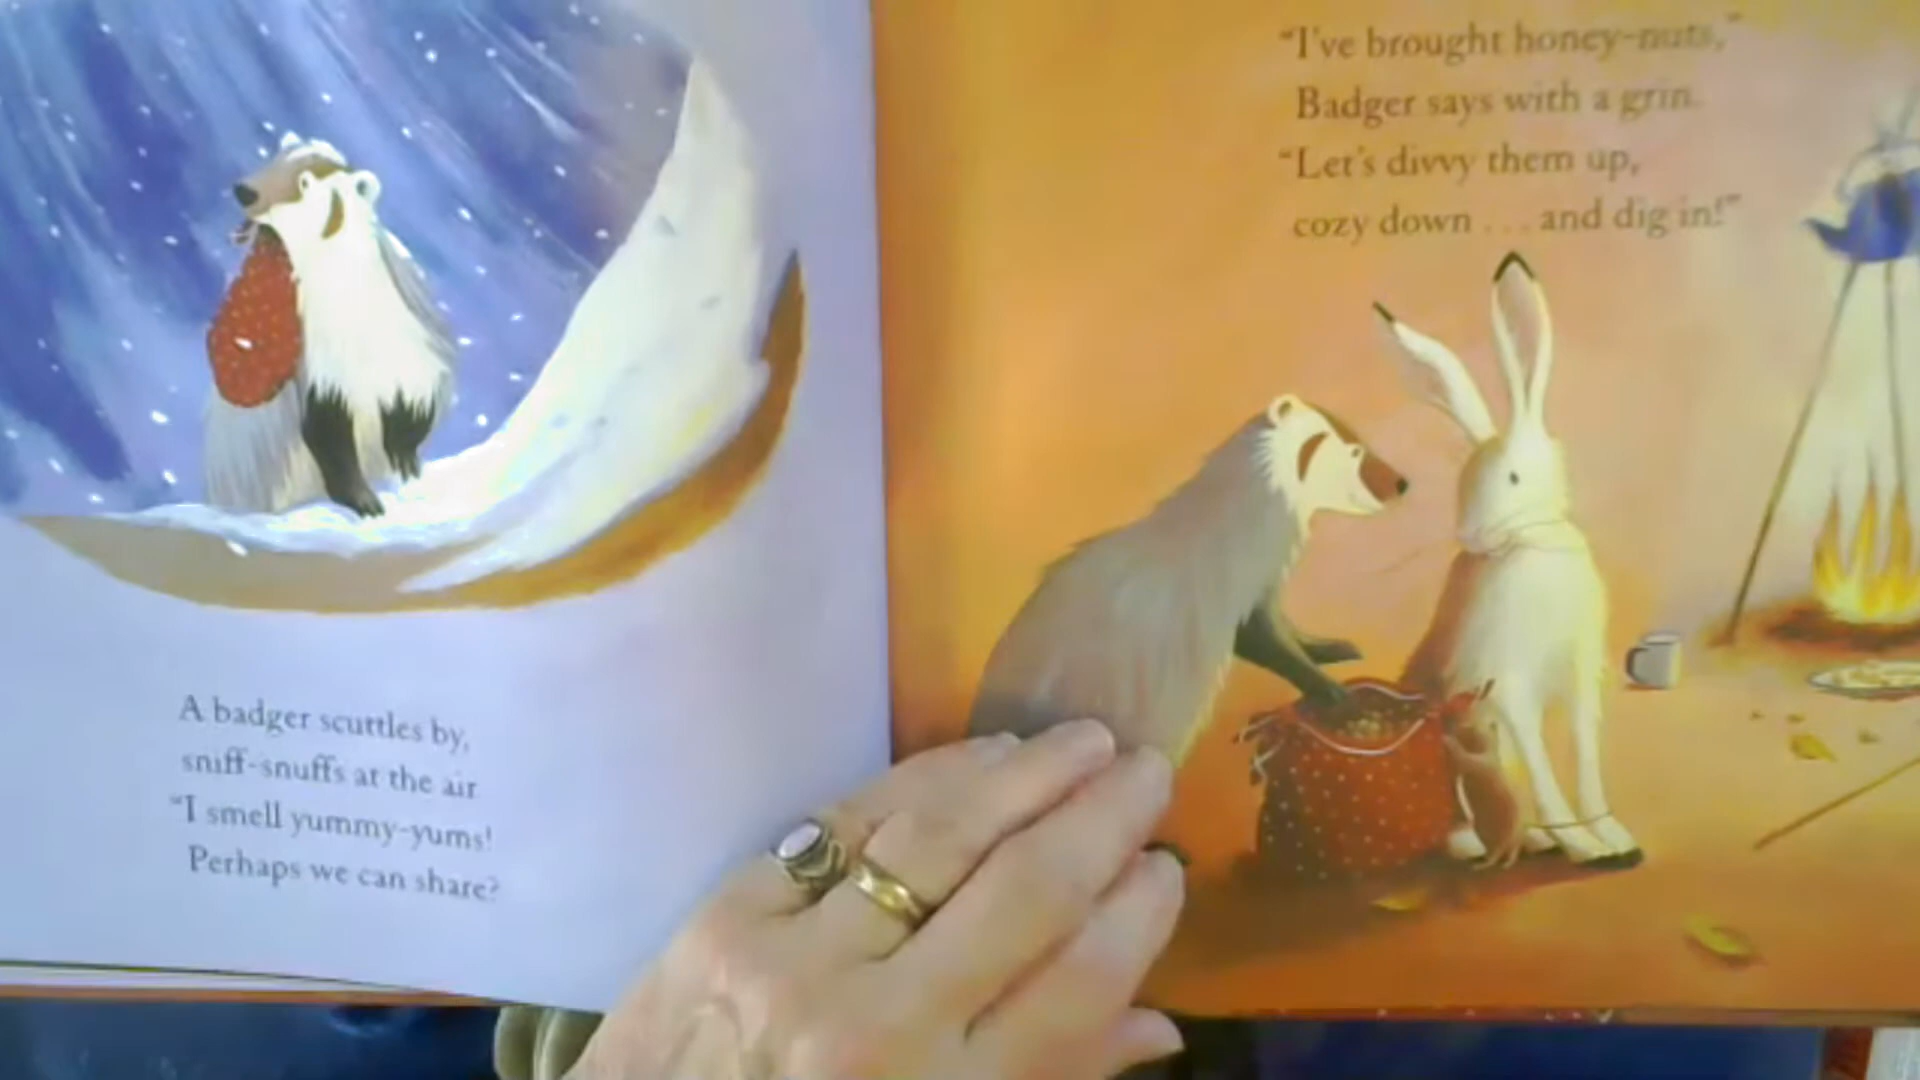 A badger scuttles by,
sniff-snuffs at the air
“I smell yummy-yums!
Perhaps we can share?
“I’ve brought honey-nuts,”
Badger says with a grin.
“Let’s divvy them up,
cozy down . . . and dig in!”